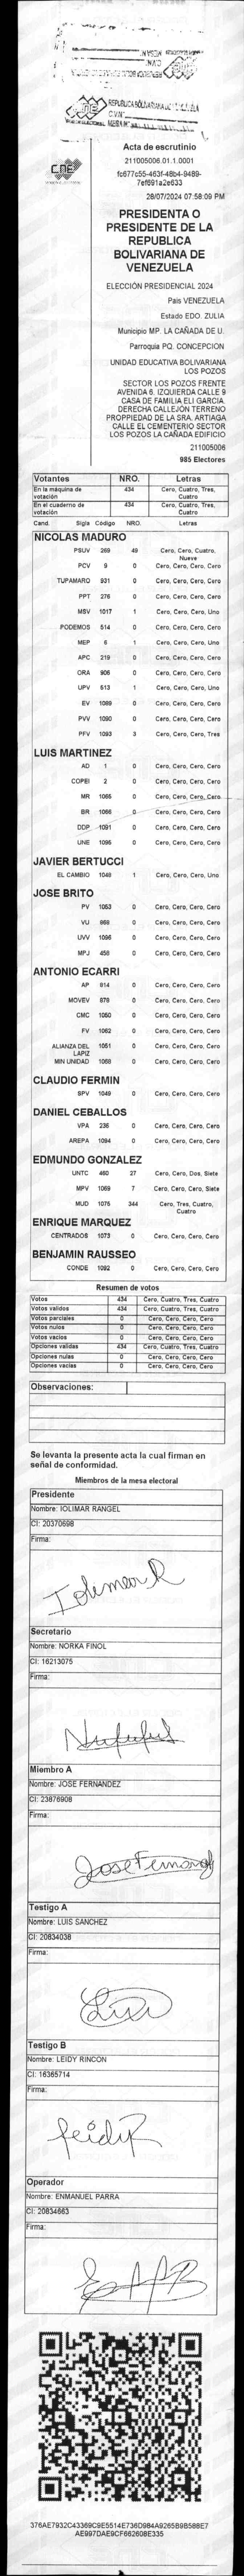 REPÚBLICA BOLIVARIANA DE VENEZUELA
CNE
Acta de escrutinio
211005006.01.1.0001
fc677c55-463f-48b4-9489-
7ef691a2e633
28/07/2024 07:58:09 PM
PRESIDENTA O
PRESIDENTE DE LA
REPUBLICA
BOLIVARIANA DE
VENEZUELA
ELECCIÓN PRESIDENCIAL 2024
Pais VENEZUELA
Estado EDO. ZULIA
Municipio MP. LA CAÑADA DE U.
Parroquia PQ. CONCEPCION
UNIDAD EDUCATIVA BOLIVARIANA
LOS POZOS
SECTOR LOS POZOS FRENTE
AVENIDA 6. IZQUIERDA CALLE 9
CASA DE FAMILIA ELI GARCÍA.
DERECHA CALLEJÓN TERRENO
PROPPIEDAD DE LA SRA. ARTIAGA
CALLE EL CEMENTERIO SECTOR
LOS POZOS LA CAÑADA EDIFICIO
211005006
985 Electores
Votantes NRO. Letras
En la máquina de votación 434 Cero, Cuatro, Tres, Cuatro
En el cuaderno de votación 434 Cero, Cuatro, Tres, Cuatro
Cand. Sigla Código NRO. Letras
NICOLAS MADURO
PSUV 269 49 Cero, Cero, Cuatro, Nueve
PCV 9 0 Cero, Cero, Cero, Cero
TUPAMARO 931 0 Cero, Cero, Cero, Cero
PPT 276 0 Cero, Cero, Cero, Cero
MSV 1017 1 Cero, Cero, Cero, Uno
PODEMOS 514 0 Cero, Cero, Cero, Cero
MEP 6 1 Cero, Cero, Cero, Uno
APC 219 0 Cero, Cero, Cero, Cero
ORA 906 0 Cero, Cero, Cero, Cero
UPV 513 1 Cero, Cero, Cero, Uno
EV 1089 0 Cero, Cero, Cero, Cero
PVV 1090 0 Cero, Cero, Cero, Cero
PFV 1093 3 Cero, Cero, Cero, Tres
LUIS MARTINEZ
AD 1 0 Cero, Cero, Cero, Cero
COPEI 2 0 Cero, Cero, Cero, Cero
MR 1065 0 Cero, Cero, Cero, Cero
BR 1066 0 Cero, Cero, Cero, Cero
DDP 1091 0 Cero, Cero, Cero, Cero
UNE 1095 0 Cero, Cero, Cero, Cero
JAVIER BERTUCCI
EL CAMBIO 1048 1 Cero, Cero, Cero, Uno
JOSE BRITO
PV 1053 0 Cero, Cero, Cero, Cero
VU 868 0 Cero, Cero, Cero, Cero
UVV 1096 0 Cero, Cero, Cero, Cero
MPJ 456 0 Cero, Cero, Cero, Cero
ANTONIO ECARRI
AP 914 0 Cero, Cero, Cero, Cero
MOVEV 979 0 Cero, Cero, Cero, Cero
CMC 1050 0 Cero, Cero, Cero, Cero
FV 1062 0 Cero, Cero, Cero, Cero
ALIANZA DEL LAPIZ 1051 0 Cero, Cero, Cero, Cero
MIN UNIDAD 1068 0 Cero, Cero, Cero, Cero
CLAUDIO FERMIN
SPV 1049 0 Cero, Cero, Cero, Cero
DANIEL CEBALLOS
VPA 236 0 Cero, Cero, Cero, Cero
AREPA 1094 0 Cero, Cero, Cero, Cero
EDMUNDO GONZALEZ
UNTC 460 27 Cero, Cero, Dos, Siete
MPV 1069 7 Cero, Cero, Cero, Siete
MUD 1075 344 Cero, Tres, Cuatro, Cuatro
ENRIQUE MARQUEZ
CENTRADOS 1073 0 Cero, Cero, Cero, Cero
BENJAMIN RAUSSEO
CONDE 1092 0 Cero, Cero, Cero, Cero
Resumen de votos
Votos 434 Cero, Cuatro, Tres, Cuatro
Votos validos 434 Cero, Cuatro, Tres, Cuatro
Votos parciales 0 Cero, Cero, Cero, Cero
Votos nulos 0 Cero, Cero, Cero, Cero
Votos vacios 0 Cero, Cero, Cero, Cero
Opciones validas 434 Cero, Cuatro, Tres, Cuatro
Opciones nulas 0 Cero, Cero, Cero, Cero
Opciones vacias 0 Cero, Cero, Cero, Cero
Observaciones:
Se levanta la presente acta la cual firman en
señal de conformidad.
Miembros de la mesa electoral
Presidente
Nombre: IOLIMAR RANGEL
CI: 20370698
Firma:
Iolimar R
Secretario
Nombre: NORKA FINOL
CI: 16213075
Firma:
Miembro A
Nombre: JOSE FERNANDEZ
CI: 23876908
Firma:
Testigo A
Nombre: LUIS SANCHEZ
CI: 20834038
Firma:
Testigo B
Nombre: LEIDY RINCON
CI: 16365714
Firma:
Leidy R
Operador
Nombre: ENMANUEL PARRA
CI: 20834663
Firma:
376AE7932C43369C9E5514E736D984A9265B9B588E7
AE997DAE9CF662608E335